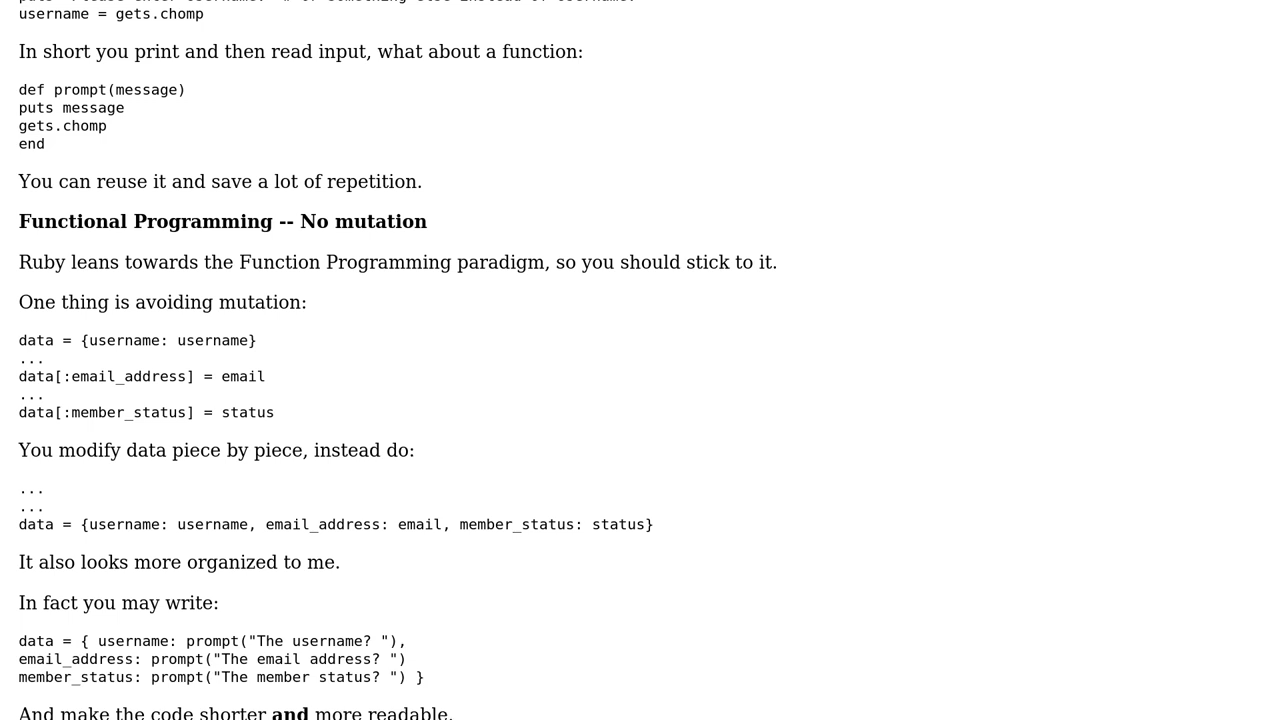 username = gets.chomp
In short you print and then read input, what about a function:
def prompt(message)
puts message
gets.chomp
end
You can reuse it and save a lot of repetition.
Functional Programming -- No mutation
Ruby leans towards the Function Programming paradigm, so you should stick to it.
One thing is avoiding mutation:
data = {username: username}
...
data[:email_address] = email
...
data[:member_status] = status
You modify data piece by piece, instead do:
...
...
data = {username: username, email_address: email, member_status: status}
It also looks more organized to me.
In fact you may write:
data = { username: prompt("The username? "),
email_address: prompt("The email address? ")
member_status: prompt("The member status? ") }
And make the code shorter and more readable.